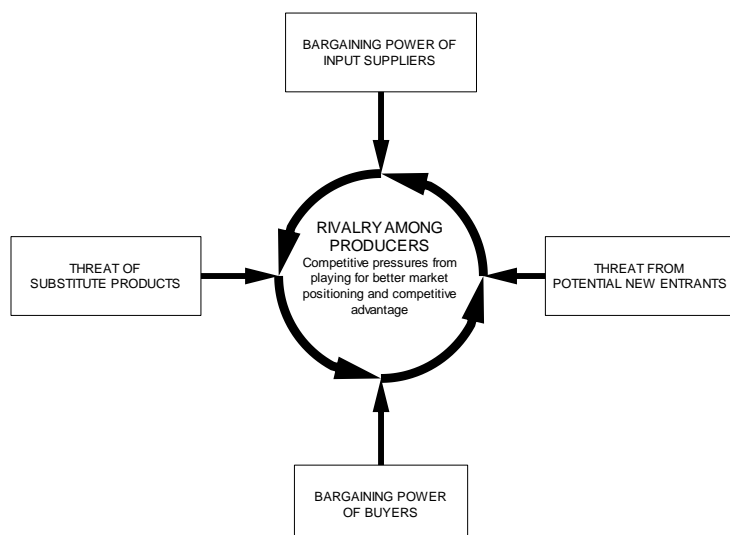 BARGAINING POWER OF
INPUT SUPPLIERS
RIVALRY AMONG
PRODUCERS
Competitive pressures from
playing for better market
positioning and competitive
advantage
THREAT OF
SUBSTITUTE PRODUCTS
THREAT FROM
POTENTIAL NEW ENTRANTS
BARGAINING POWER
OF BUYERS